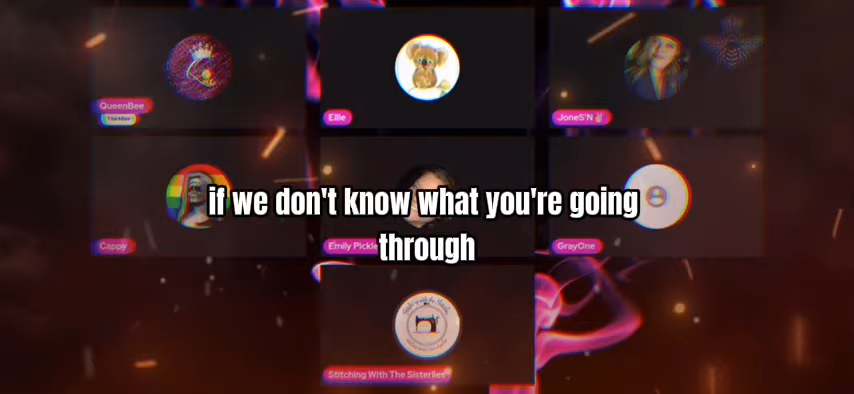 QueenBee
Ellie
JoneS'N
if we don't know what you're going
through
Cappy
Emily Pickle
GrayOne
Stitching With The Sisterlies